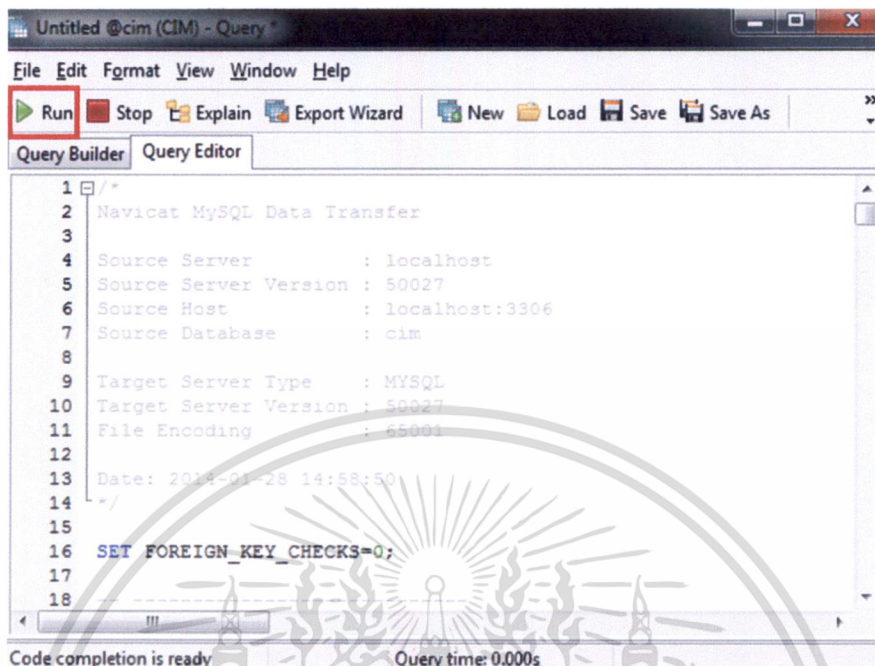 Untitled @cim (CIM) - Query *
File Edit Format View Window Help
Run Stop Explain Export Wizard New Load Save Save As »
Query Builder Query Editor
1 /*
2 Navicat MySQL Data Transfer
3
4 Source Server : localhost
5 Source Server Version : 50027
6 Source Host : localhost:3306
7 Source Database : cim
8
9 Target Server Type : MYSQL
10 Target Server Version : 50027
11 File Encoding : 65001
12
13 Date: 2014-01-28 14:58:50
14 */
15
16 SET FOREIGN_KEY_CHECKS=0;
17
18 -- ----------------------------
Code completion is ready Query time: 0.000s